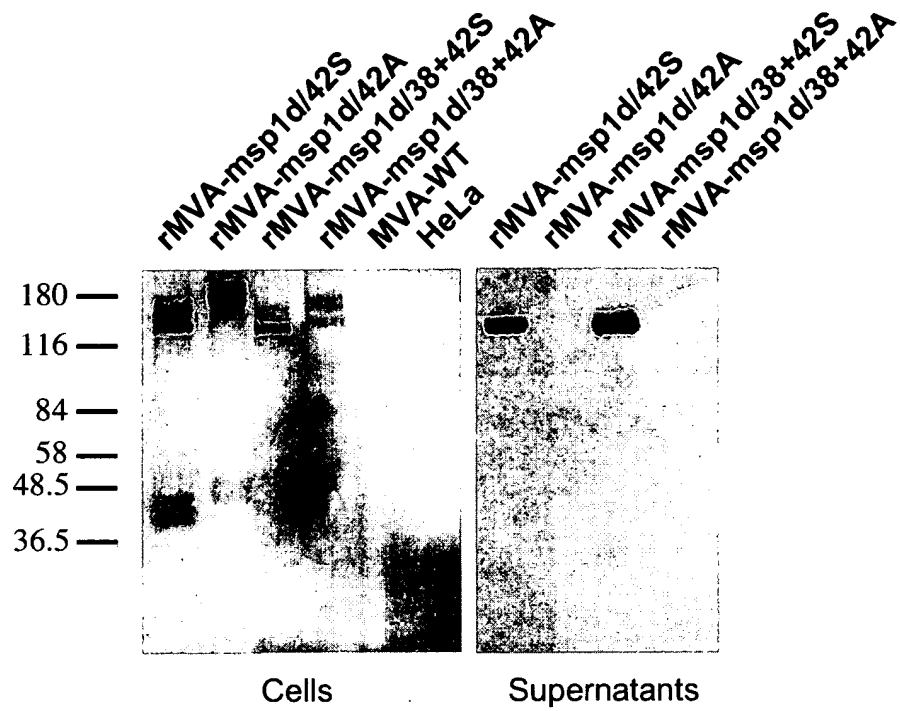 rMVA-msp1d/42S
rMVA-msp1d/42A
rMVA-msp1d/38+42S
rMVA-msp1d/38+42A
MVA-WT
HeLa
rMVA-msp1d/42S
rMVA-msp1d/42A
rMVA-msp1d/38+42S
rMVA-msp1d/38+42A
180
116
84
58
48.5
36.5
Cells
Supernatants